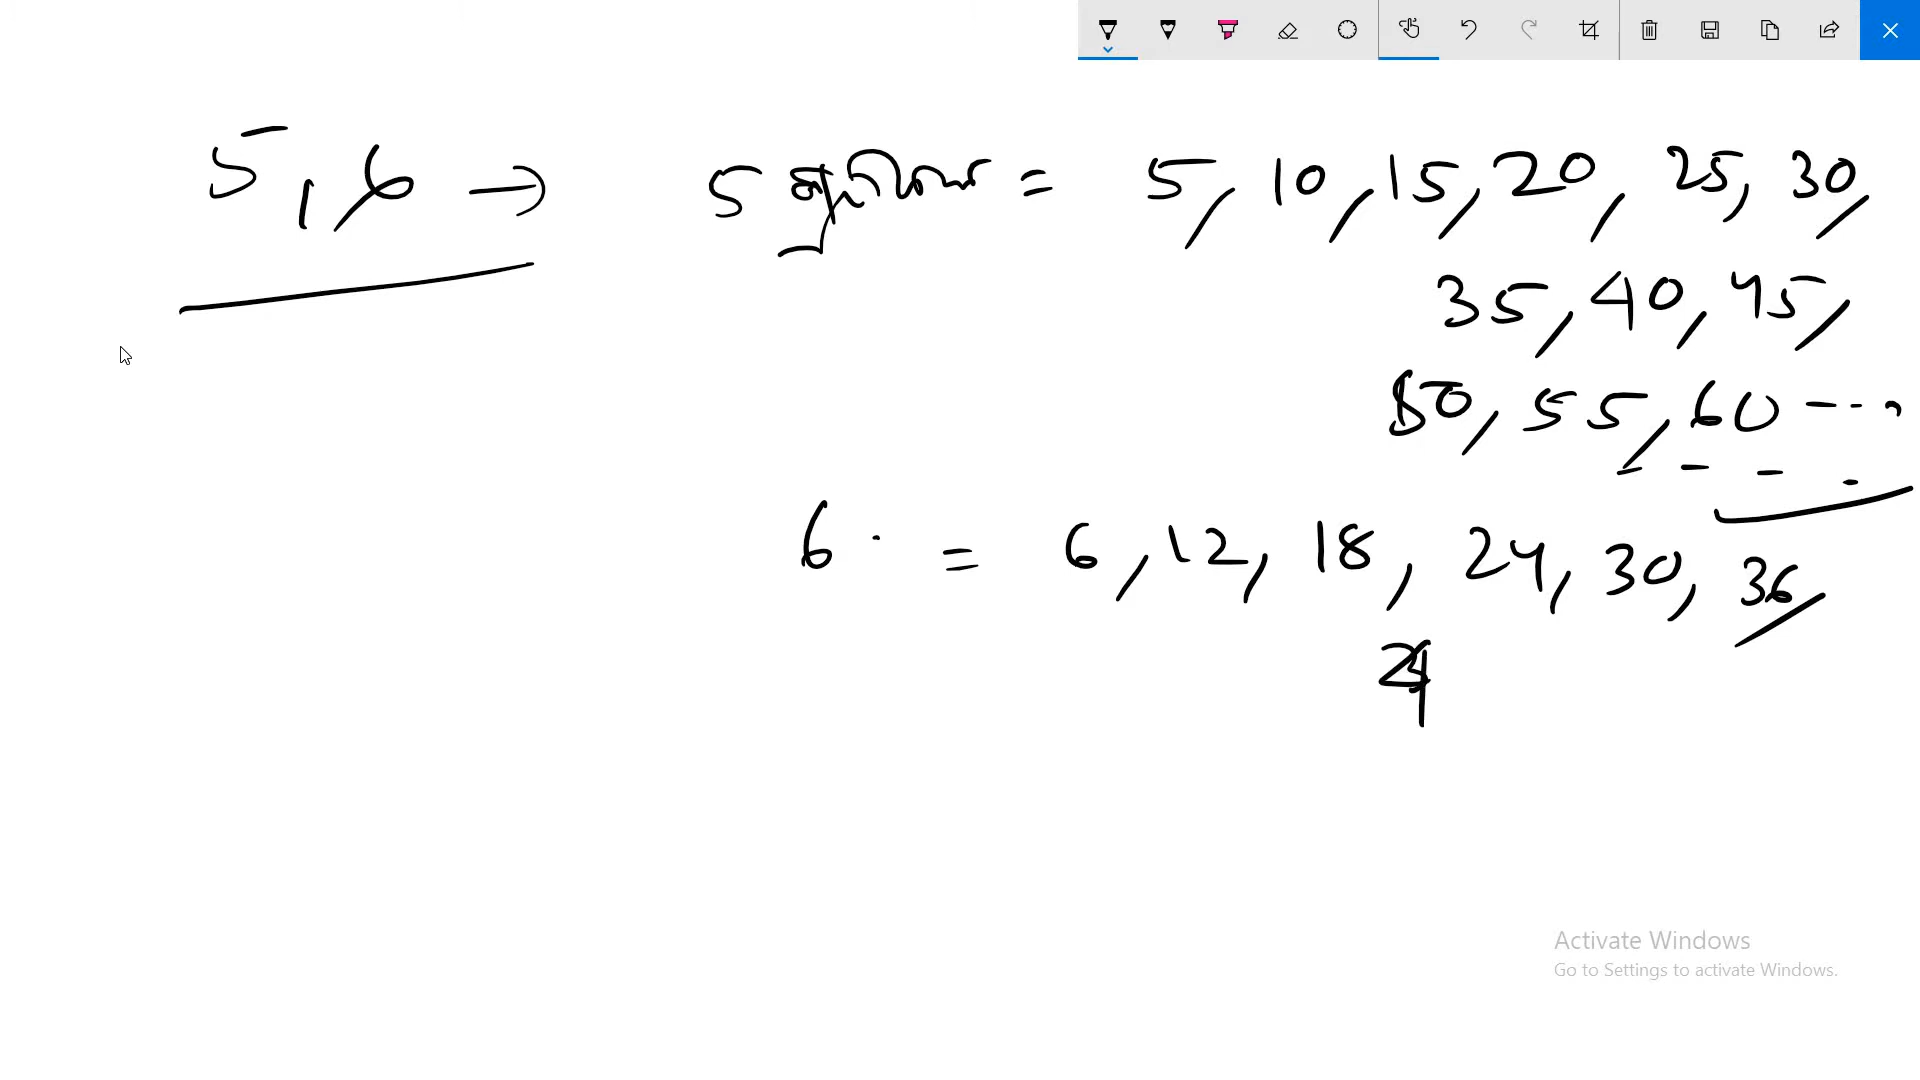 5, 6 → 5 গুণিতক = 5, 10, 15, 20, 25, 30,
35, 40, 45,
50, 55, 60 ---.
- - - .
6 · = 6, 12, 18, 24, 30, 36,
24
Activate Windows
Go to Settings to activate Windows.